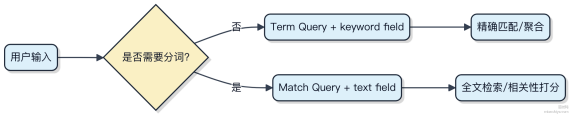 用户输入
是否需要分词?
否
Term Query + keyword field
精确匹配/聚合
是
Match Query + text field
全文检索/相关性打分